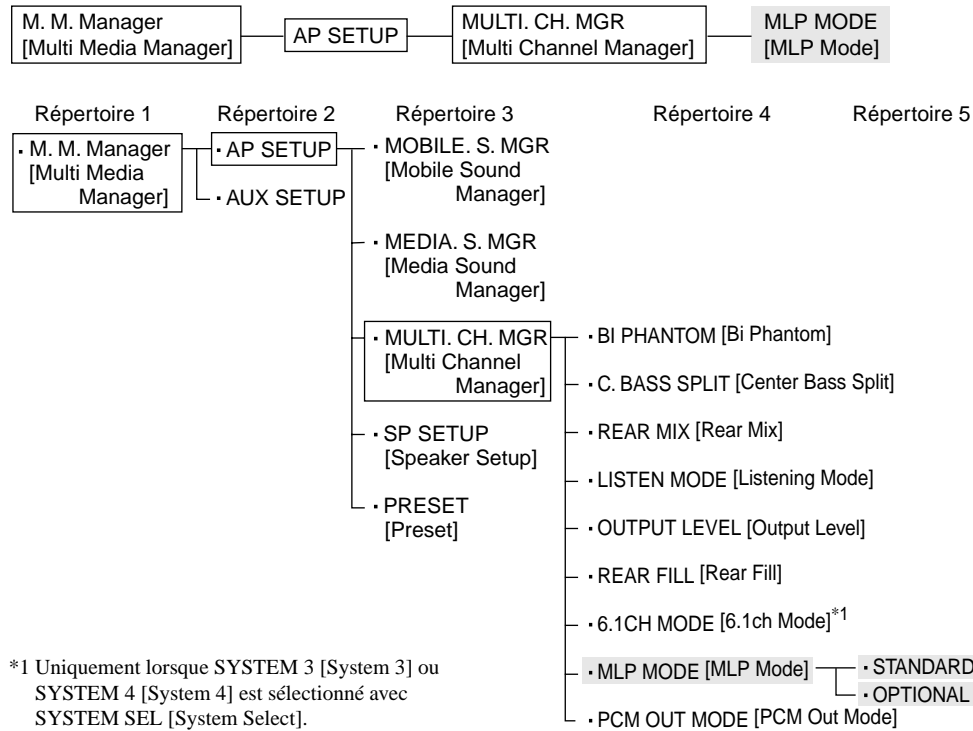 M. M. Manager
[Multi Media Manager]
AP SETUP
MULTI. CH. MGR
[Multi Channel Manager]
MLP MODE
[MLP Mode]
Répertoire 1
Répertoire 2
Répertoire 3
Répertoire 4
Répertoire 5
· M. M. Manager
[Multi Media
Manager]
· AP SETUP
· AUX SETUP
· MOBILE. S. MGR
[Mobile Sound
Manager]
· MEDIA. S. MGR
[Media Sound
Manager]
· MULTI. CH. MGR
[Multi Channel
Manager]
· SP SETUP
[Speaker Setup]
· PRESET
[Preset]
· BI PHANTOM [Bi Phantom]
· C. BASS SPLIT [Center Bass Split]
· REAR MIX [Rear Mix]
· LISTEN MODE [Listening Mode]
· OUTPUT LEVEL [Output Level]
· REAR FILL [Rear Fill]
· 6.1CH MODE [6.1ch Mode]*1
· MLP MODE [MLP Mode]
· STANDARD
· OPTIONAL
· PCM OUT MODE [PCM Out Mode]
*1 Uniquement lorsque SYSTEM 3 [System 3] ou
SYSTEM 4 [System 4] est sélectionné avec
SYSTEM SEL [System Select].